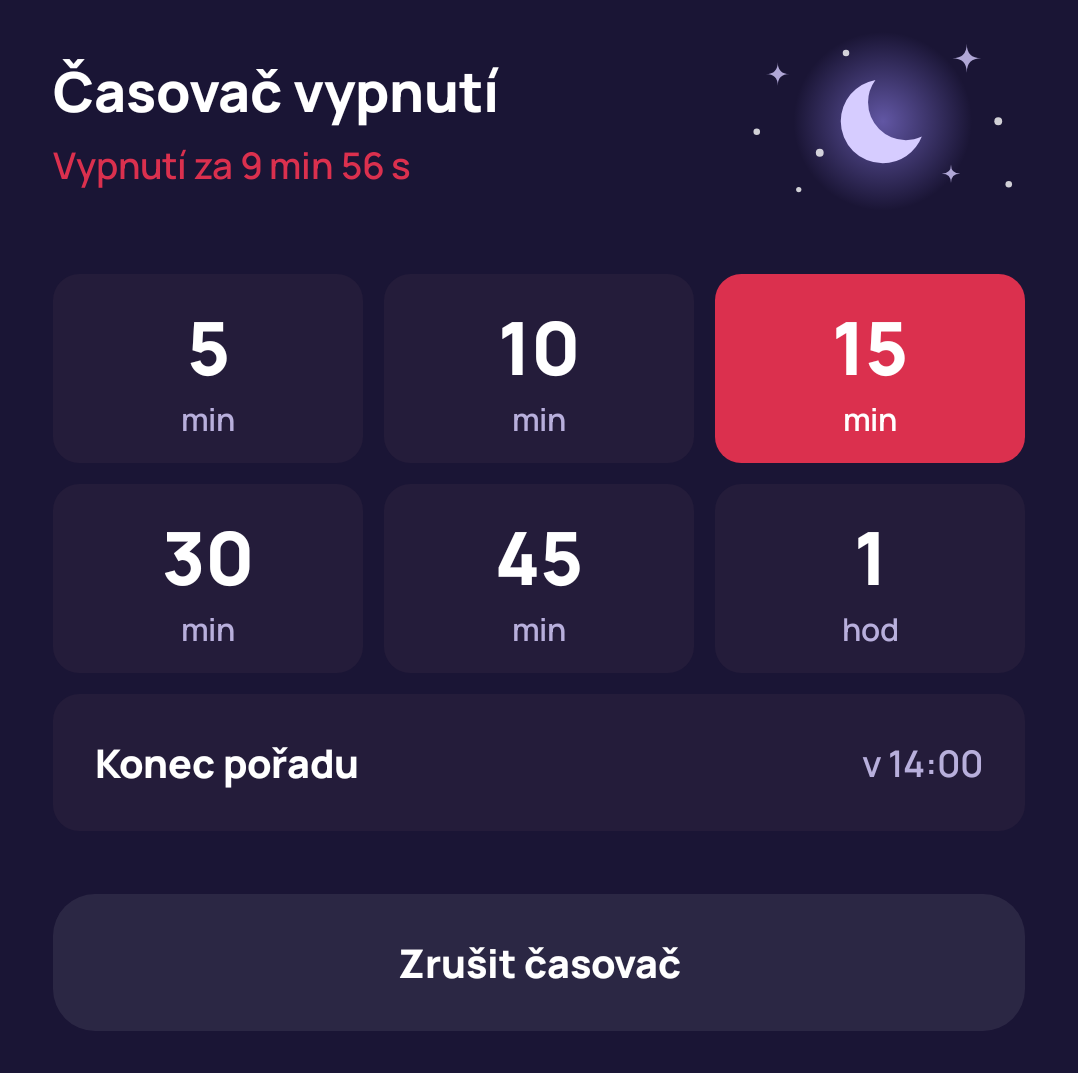 Časovač vypnutí
Vypnutí za 9 min 56 s
5
min
10
min
15
min
30
min
45
min
1
hod
Konec pořadu
v 14:00
Zrušit časovač